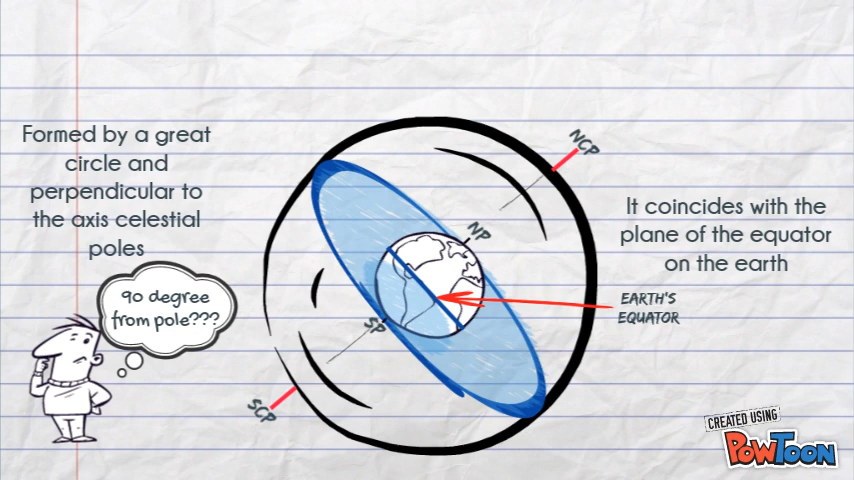 Formed by a great
circle and
perpendicular to
the axis celestial
poles
90 degree
from pole???
NCP
NP
SP
SCP
It coincides with the
plane of the equator
on the earth
EARTH'S
EQUATOR
CREATED USING
POWTOON